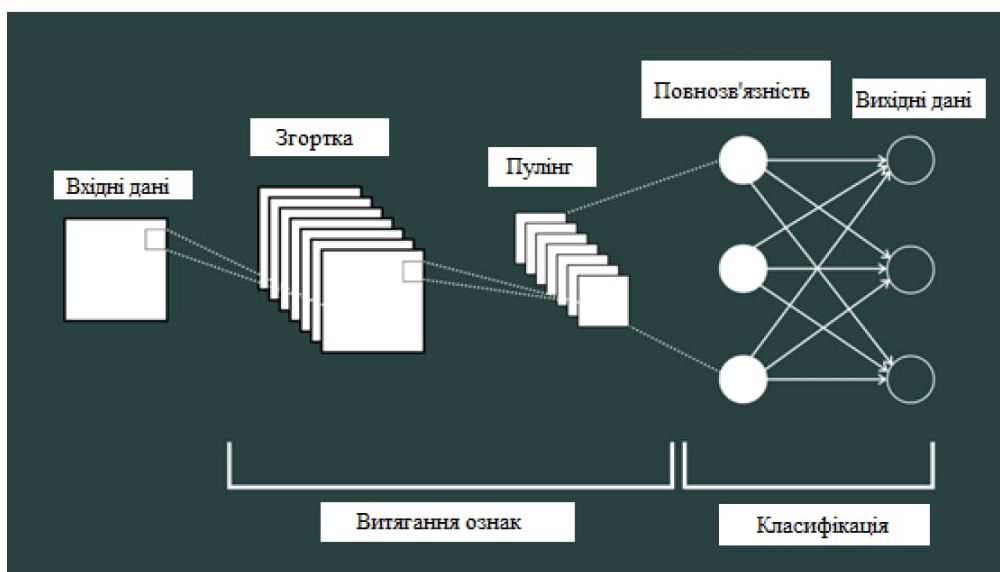 Вхідні дані
Згортка
Пулінг
Повнозв'язність
Вихідні дані
Витягання ознак
Класифікація